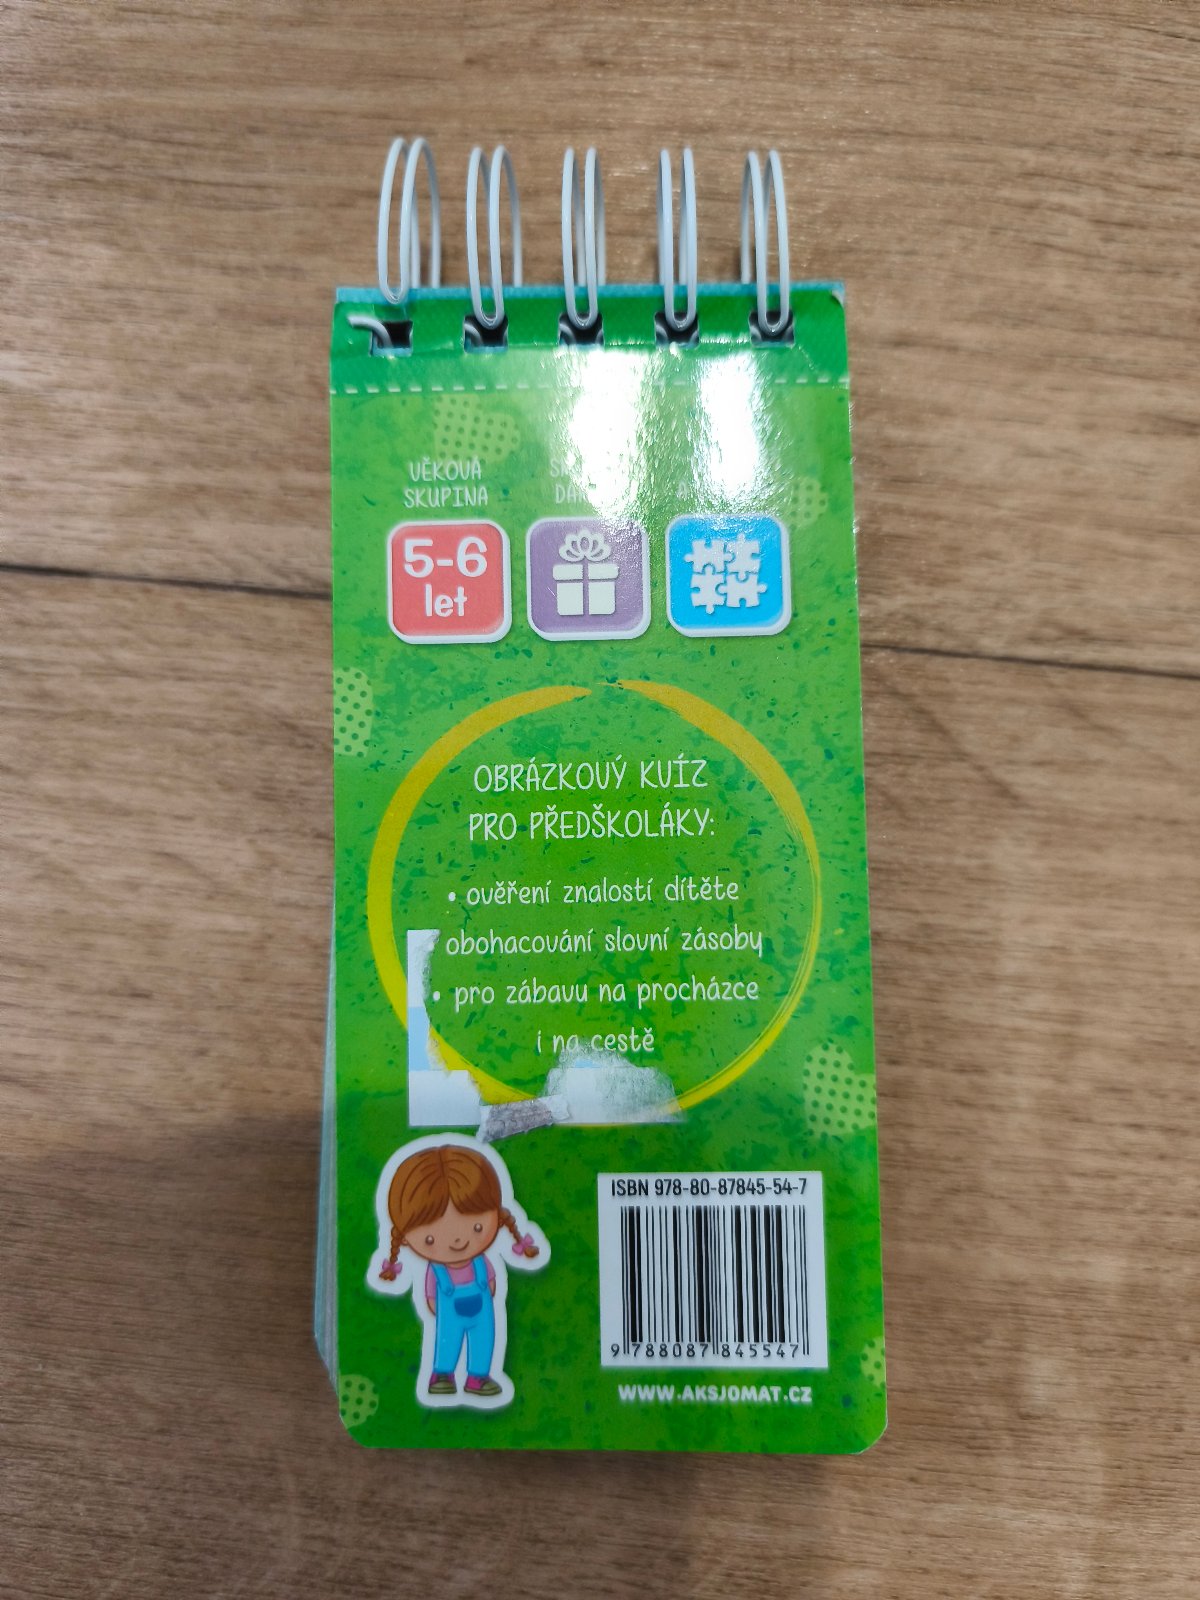 VĚKOVÁ
SKUPINA
5-6
let
OBRÁZKOVÝ KVÍZ
PRO PŘEDŠKOLÁKY:
• ověření znalostí dítěte
obohacování slovní zásoby
• pro zábavu na procházce
i na cestě
ISBN 978-80-87845-54-7
9 788087 845547
WWW.AKSJOMAT.CZ